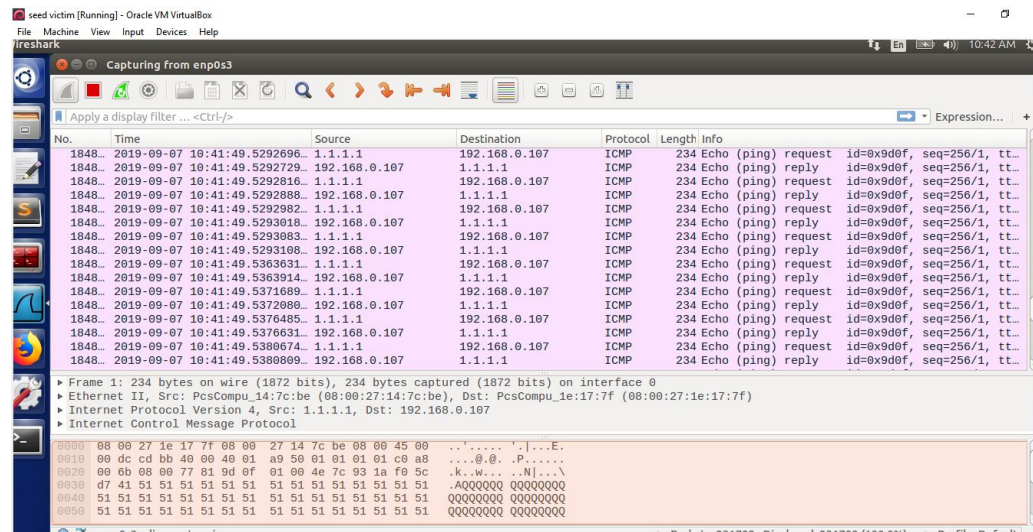 seed victim [Running] - Oracle VM VirtualBox
File Machine View Input Devices Help
Wireshark
En 10:42 AM
Capturing from enp0s3
Apply a display filter ... <Ctrl-/> Expression... +
No. Time Source Destination Protocol Length Info
1848… 2019-09-07 10:41:49.5292696… 1.1.1.1 192.168.0.107 ICMP 234 Echo (ping) request id=0x9d0f, seq=256/1, tt…
1848… 2019-09-07 10:41:49.5292729… 192.168.0.107 1.1.1.1 ICMP 234 Echo (ping) reply id=0x9d0f, seq=256/1, tt…
1848… 2019-09-07 10:41:49.5292816… 1.1.1.1 192.168.0.107 ICMP 234 Echo (ping) request id=0x9d0f, seq=256/1, tt…
1848… 2019-09-07 10:41:49.5292888… 192.168.0.107 1.1.1.1 ICMP 234 Echo (ping) reply id=0x9d0f, seq=256/1, tt…
1848… 2019-09-07 10:41:49.5292982… 1.1.1.1 192.168.0.107 ICMP 234 Echo (ping) request id=0x9d0f, seq=256/1, tt…
1848… 2019-09-07 10:41:49.5293018… 192.168.0.107 1.1.1.1 ICMP 234 Echo (ping) reply id=0x9d0f, seq=256/1, tt…
1848… 2019-09-07 10:41:49.5293083… 1.1.1.1 192.168.0.107 ICMP 234 Echo (ping) request id=0x9d0f, seq=256/1, tt…
1848… 2019-09-07 10:41:49.5293108… 192.168.0.107 1.1.1.1 ICMP 234 Echo (ping) reply id=0x9d0f, seq=256/1, tt…
1848… 2019-09-07 10:41:49.5363631… 1.1.1.1 192.168.0.107 ICMP 234 Echo (ping) request id=0x9d0f, seq=256/1, tt…
1848… 2019-09-07 10:41:49.5363914… 192.168.0.107 1.1.1.1 ICMP 234 Echo (ping) reply id=0x9d0f, seq=256/1, tt…
1848… 2019-09-07 10:41:49.5371689… 1.1.1.1 192.168.0.107 ICMP 234 Echo (ping) request id=0x9d0f, seq=256/1, tt…
1848… 2019-09-07 10:41:49.5372080… 192.168.0.107 1.1.1.1 ICMP 234 Echo (ping) reply id=0x9d0f, seq=256/1, tt…
1848… 2019-09-07 10:41:49.5376485… 1.1.1.1 192.168.0.107 ICMP 234 Echo (ping) request id=0x9d0f, seq=256/1, tt…
1848… 2019-09-07 10:41:49.5376631… 192.168.0.107 1.1.1.1 ICMP 234 Echo (ping) reply id=0x9d0f, seq=256/1, tt…
1848… 2019-09-07 10:41:49.5380674… 1.1.1.1 192.168.0.107 ICMP 234 Echo (ping) request id=0x9d0f, seq=256/1, tt…
1848… 2019-09-07 10:41:49.5380809… 192.168.0.107 1.1.1.1 ICMP 234 Echo (ping) reply id=0x9d0f, seq=256/1, tt…
Frame 1: 234 bytes on wire (1872 bits), 234 bytes captured (1872 bits) on interface 0
Ethernet II, Src: PcsCompu_14:7c:be (08:00:27:14:7c:be), Dst: PcsCompu_1e:17:7f (08:00:27:1e:17:7f)
Internet Protocol Version 4, Src: 1.1.1.1, Dst: 192.168.0.107
Internet Control Message Protocol
0000 08 00 27 1e 17 7f 08 00 27 14 7c be 08 00 45 00 ..'..... '.|...E.
0010 00 dc cd bb 40 00 40 01 a9 50 01 01 01 01 c0 a8 ....@.@. .P......
0020 00 6b 08 00 77 81 9d 0f 01 00 4e 7c 93 1a f0 5c .k..w... ..N|...\
0030 d7 41 51 51 51 51 51 51 51 51 51 51 51 51 51 51 .AQQQQQQ QQQQQQQQ
0040 51 51 51 51 51 51 51 51 51 51 51 51 51 51 51 51 QQQQQQQQ QQQQQQQQ
0050 51 51 51 51 51 51 51 51 51 51 51 51 51 51 51 51 QQQQQQQQ QQQQQQQQ